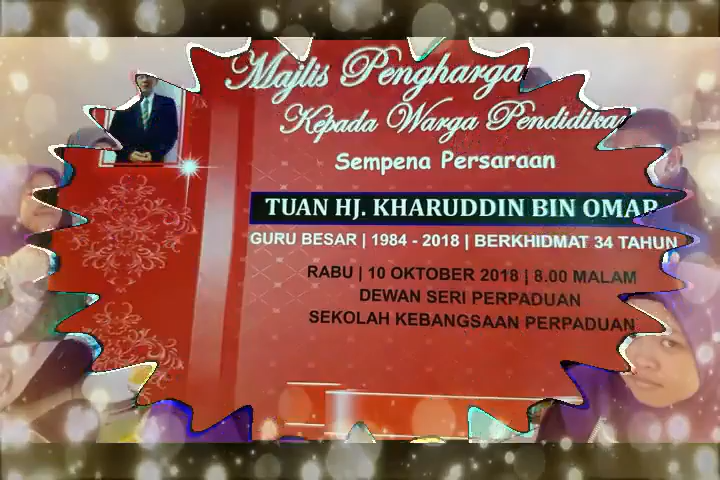 Majlis Pengharga
Kepada Warga Pendidika
Sempena Persaraan
TUAN HJ. KHARUDDIN BIN OMAR
GURU BESAR | 1984 - 2018 | BERKHIDMAT 34 TAHUN
RABU | 10 OKTOBER 2018 | 8.00 MALAM
DEWAN SERI PERPADUAN
SEKOLAH KEBANGSAAN PERPADUAN